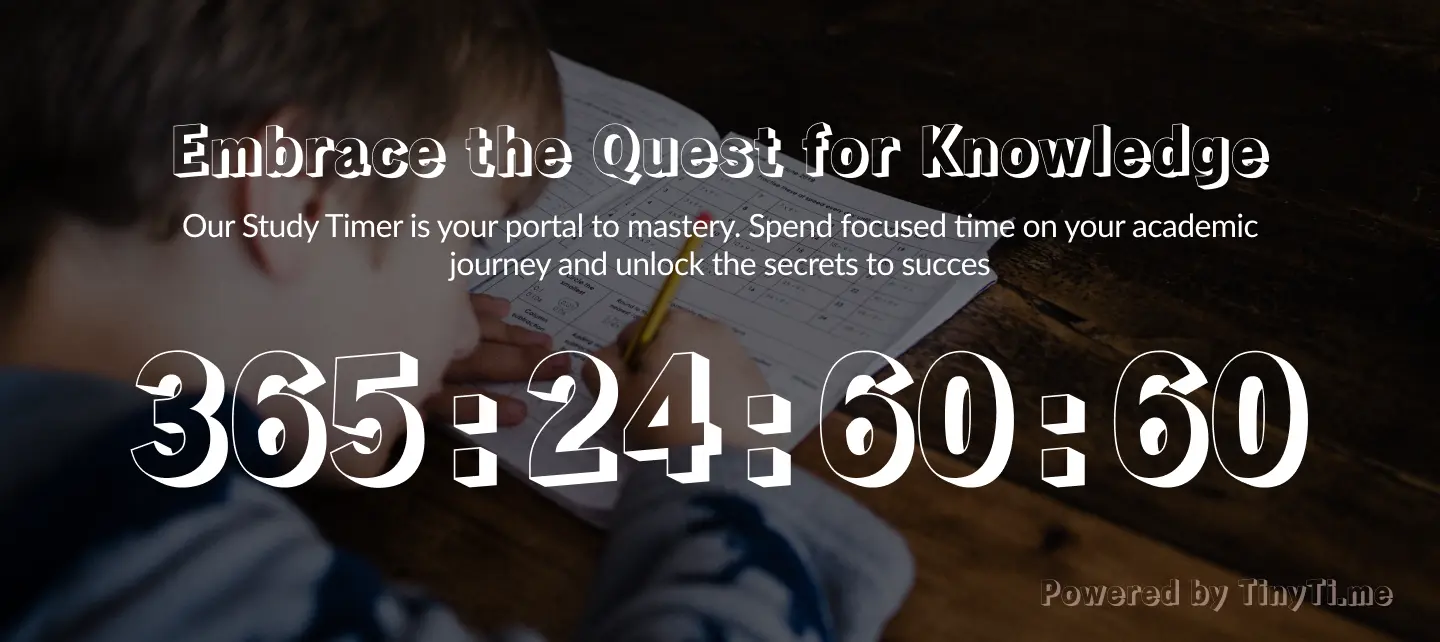 Embrace the Quest for Knowledge
Our Study Timer is your portal to mastery. Spend focused time on your academic
journey and unlock the secrets to succes
365:24:60:60
Powered by TinyTi.me